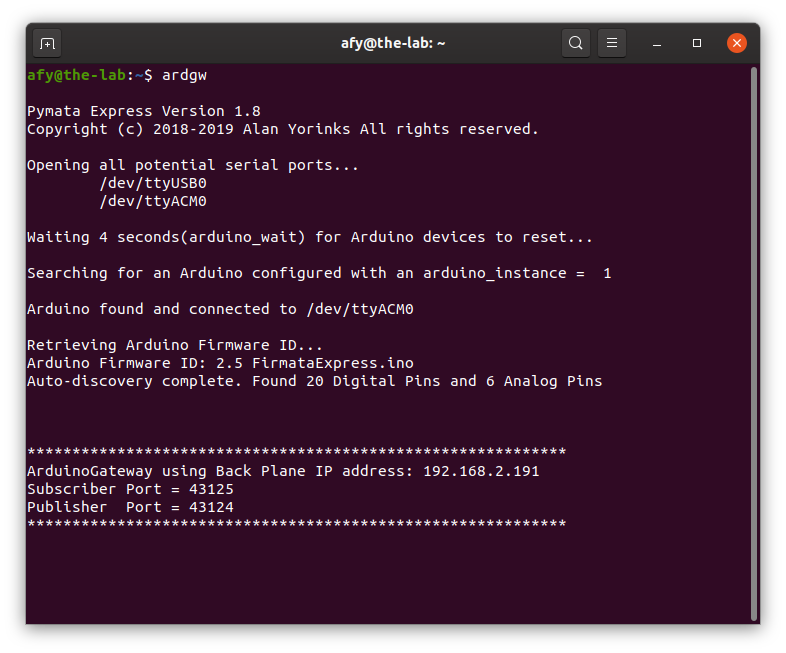 afy@the-lab: ~
afy@the-lab:~$ ardgw
Pymata Express Version 1.8
Copyright (c) 2018-2019 Alan Yorinks All rights reserved.
Opening all potential serial ports...
/dev/ttyUSB0
/dev/ttyACM0
Waiting 4 seconds(arduino_wait) for Arduino devices to reset...
Searching for an Arduino configured with an arduino_instance =  1
Arduino found and connected to /dev/ttyACM0
Retrieving Arduino Firmware ID...
Arduino Firmware ID: 2.5 FirmataExpress.ino
Auto-discovery complete. Found 20 Digital Pins and 6 Analog Pins
************************************************************
ArduinoGateway using Back Plane IP address: 192.168.2.191
Subscriber Port = 43125
Publisher  Port = 43124
************************************************************